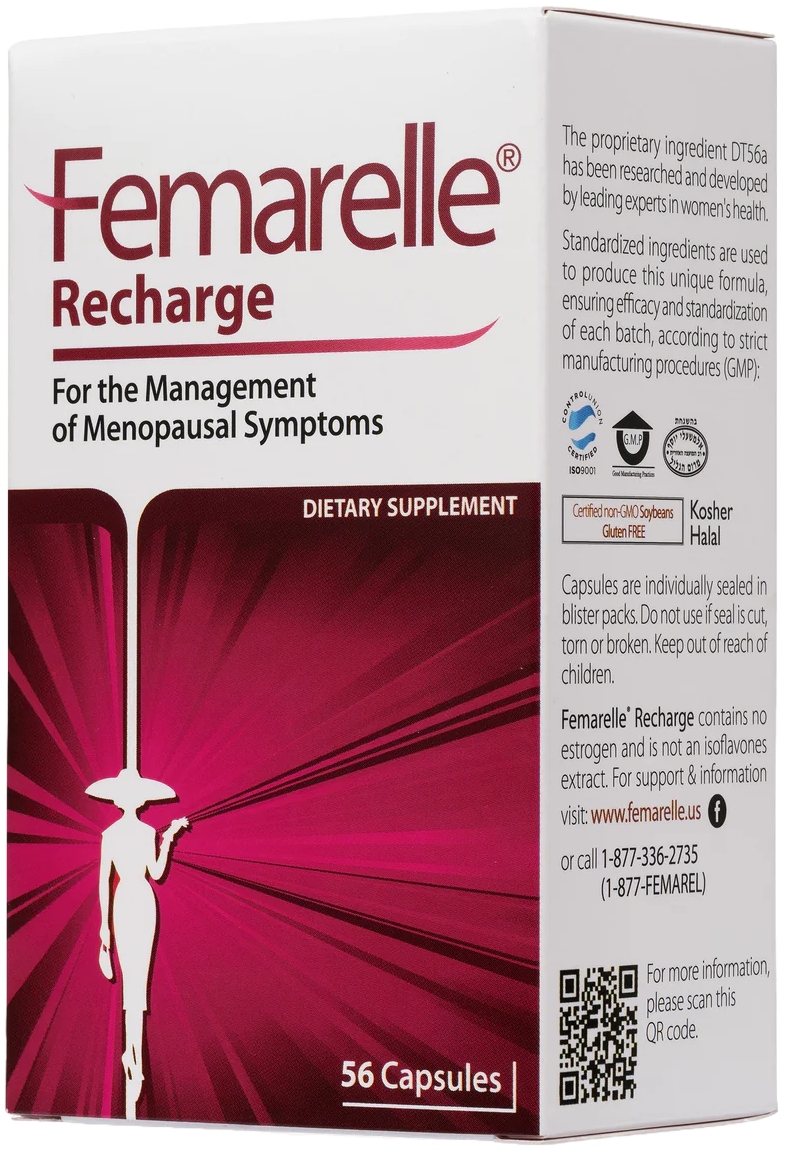 Femarelle®
Recharge
For the Management
of Menopausal Symptoms
DIETARY SUPPLEMENT
56 Capsules
The proprietary ingredient DT56a
has been researched and developed
by leading experts in women's health.
Standardized ingredients are used
to produce this unique formula,
ensuring efficacy and standardization
of each batch, according to strict
manufacturing procedures (GMP):
CONTROLUNION
CERTIFIED
ISO9001
G.M.P
Good Manufacturing Practices
בהשגחת
Certified non-GMO Soybeans
Gluten FREE
Kosher
Halal
Capsules are individually sealed in
blister packs. Do not use if seal is cut,
torn or broken. Keep out of reach of
children.
Femarelle® Recharge contains no
estrogen and is not an isoflavones
extract. For support & information
visit: www.femarelle.us f
or call 1-877-336-2735
(1-877-FEMAREL)
For more information,
please scan this
QR code.